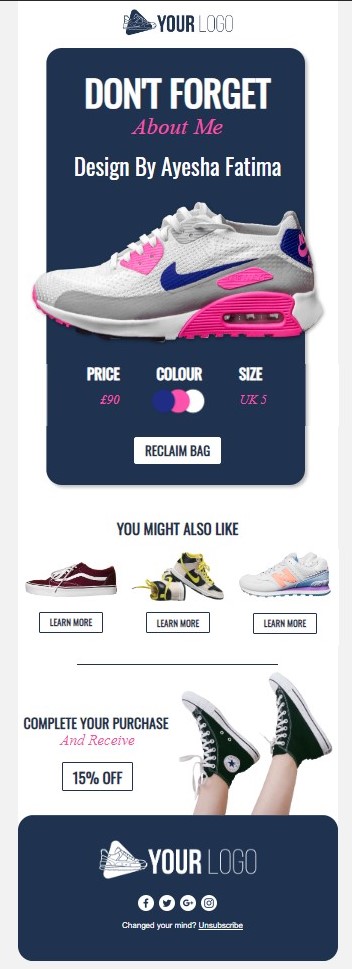 YOUR LOGO
DON'T FORGET
About Me
Design By Ayesha Fatima
PRICE COLOUR SIZE
£90 UK 5
RECLAIM BAG
YOU MIGHT ALSO LIKE
LEARN MORE LEARN MORE LEARN MORE
COMPLETE YOUR PURCHASE
And Receive
15% OFF
YOUR LOGO
Changed your mind? Unsubscribe